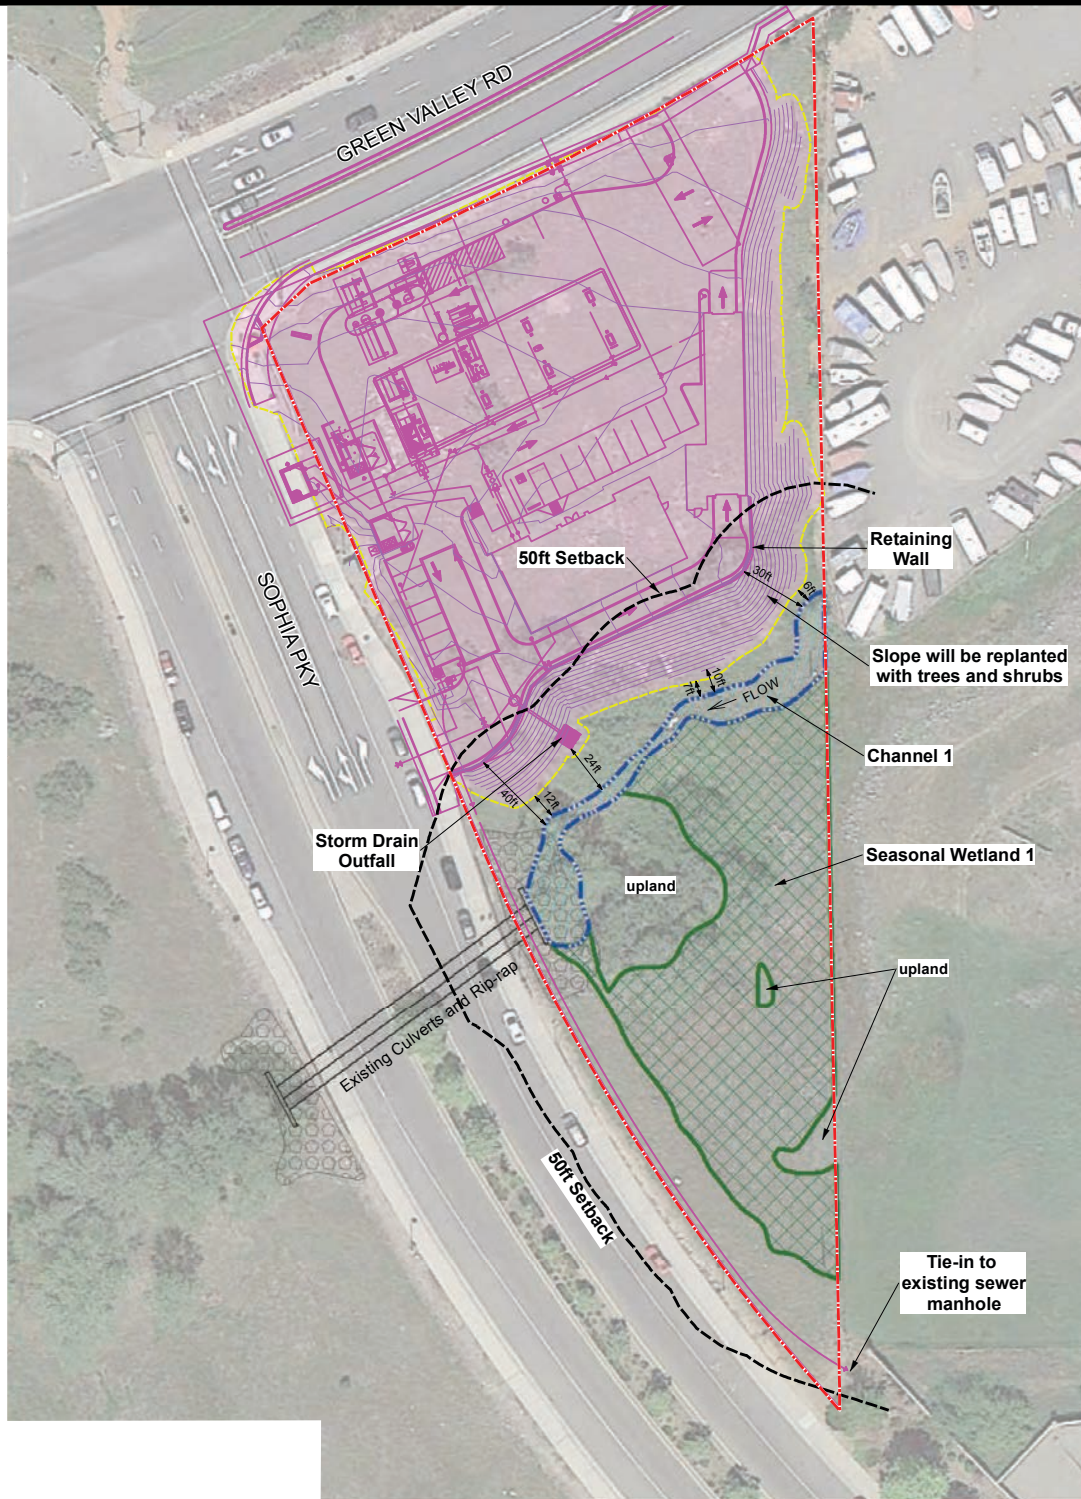 GREEN VALLEY RD
SOPHIA PKY
50ft Setback
Retaining
Wall
30ft
6ft
Slope will be replanted
with trees and shrubs
10ft
7ft
FLOW
Channel 1
24ft
40ft
12ft
Storm Drain
Outfall
Seasonal Wetland 1
upland
upland
Existing Culverts and Rip-rap
50ft Setback
Tie-in to
existing sewer
manhole